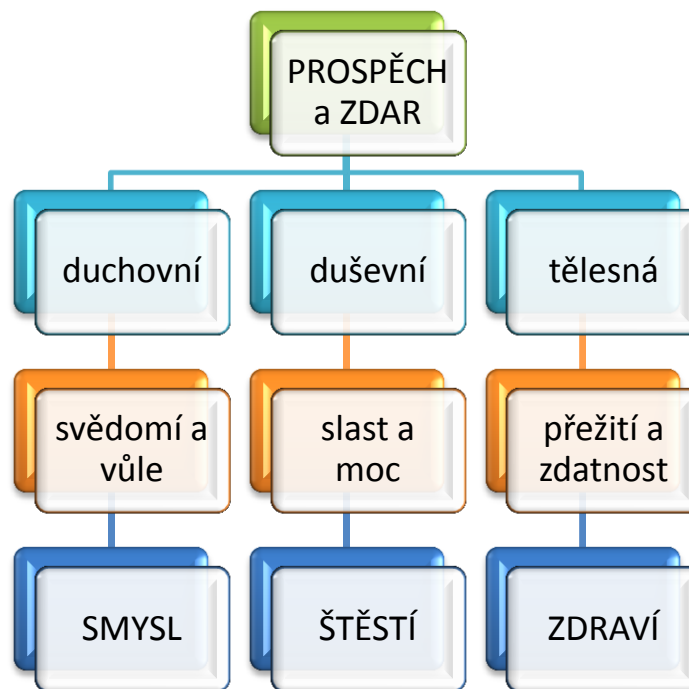 PROSPĚCH
a ZDAR
duchovní
duševní
tělesná
svědomí a
vůle
slast a
moc
přežití a
zdatnost
SMYSL
ŠTĚSTÍ
ZDRAVÍ